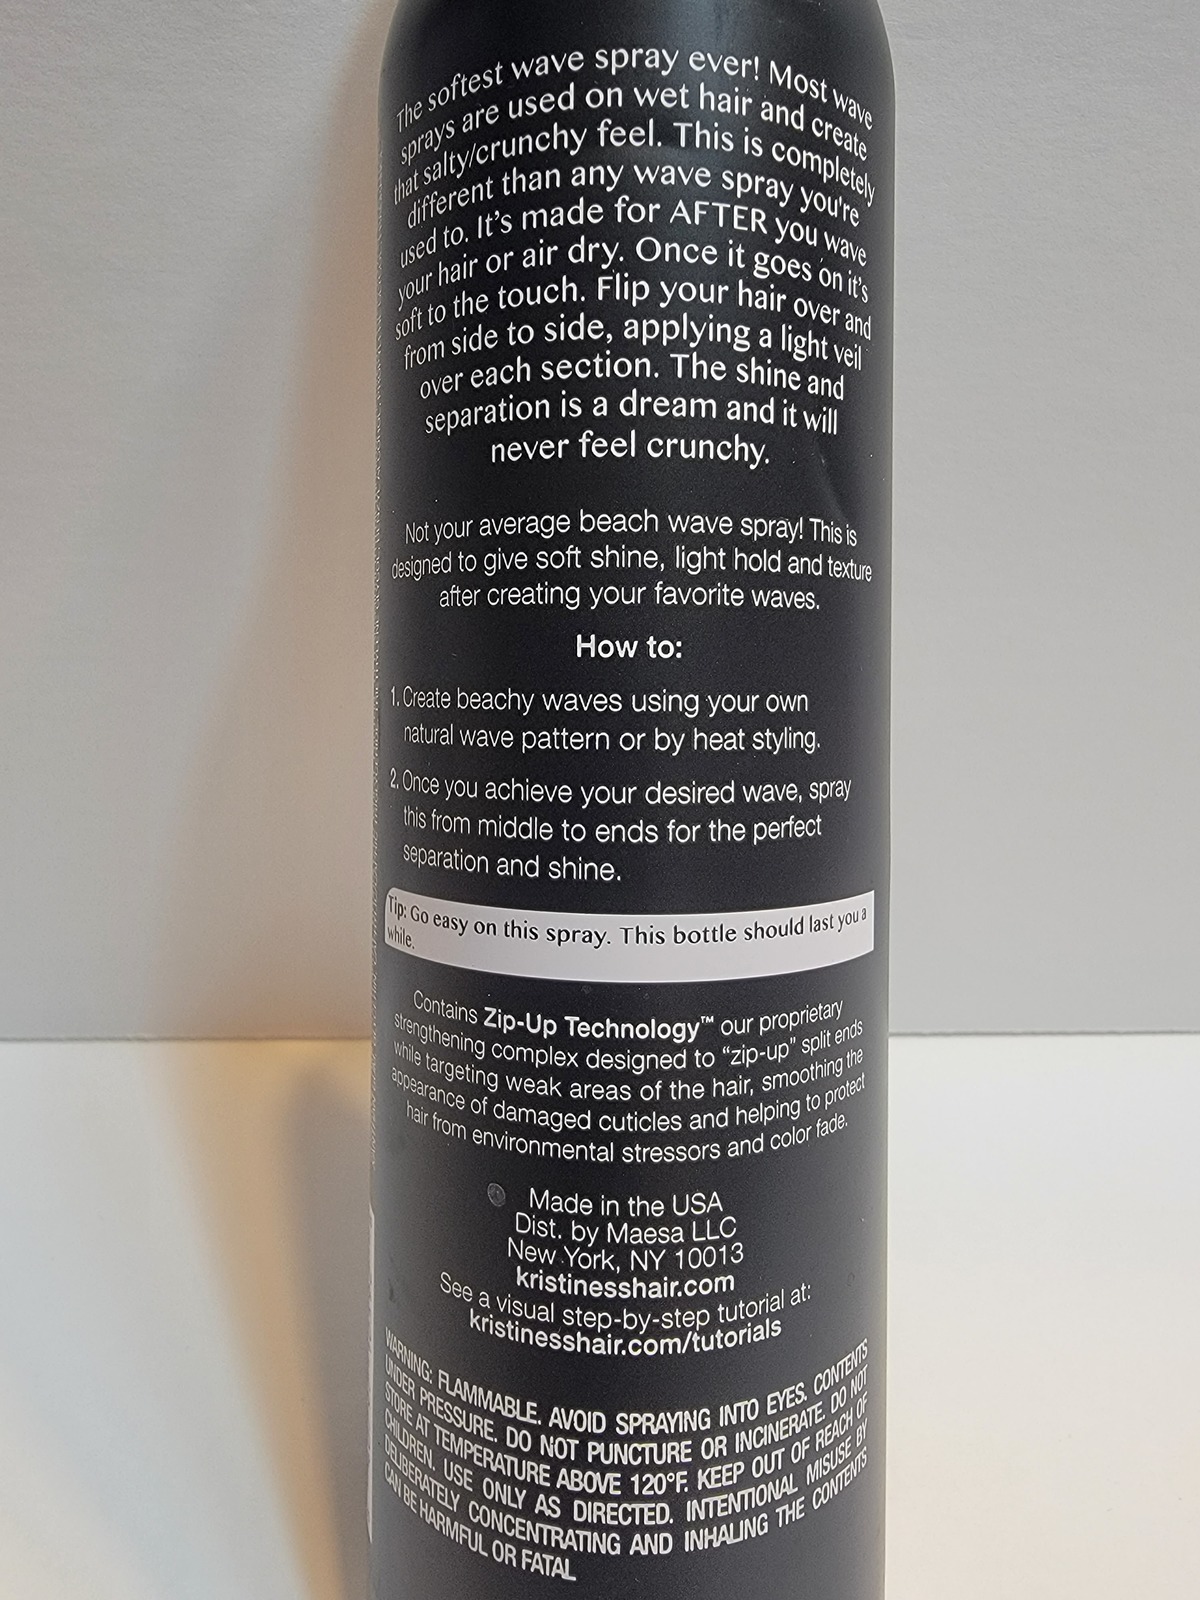 The softest wave spray ever! Most wave
sprays are used on wet hair and create
that salty/crunchy feel. This is completely
different than any wave spray you're
used to. It's made for AFTER you wave
your hair or air dry. Once it goes on it's
soft to the touch. Flip your hair over and
from side to side, applying a light veil
over each section. The shine and
separation is a dream and it will
never feel crunchy.
Not your average beach wave spray! This is
designed to give soft shine, light hold and texture
after creating your favorite waves.
How to:
1. Create beachy waves using your own
natural wave pattern or by heat styling.
2. Once you achieve your desired wave, spray
this from middle to ends for the perfect
separation and shine.
Tip: Go easy on this spray. This bottle should last you a
while.
Contains Zip-Up Technology™ our proprietary
strengthening complex designed to "zip-up" split ends
while targeting weak areas of the hair, smoothing the
appearance of damaged cuticles and helping to protect
hair from environmental stressors and color fade.
Made in the USA
Dist. by Maesa LLC
New York, NY 10013
kristinesshair.com
See a visual step-by-step tutorial at:
kristinesshair.com/tutorials
WARNING: FLAMMABLE. AVOID SPRAYING INTO EYES. CONTENTS
UNDER PRESSURE. DO NOT PUNCTURE OR INCINERATE. DO NOT
STORE AT TEMPERATURE ABOVE 120°F. KEEP OUT OF REACH OF
CHILDREN. USE ONLY AS DIRECTED. INTENTIONAL MISUSE BY
DELIBERATELY CONCENTRATING AND INHALING THE CONTENTS
CAN BE HARMFUL OR FATAL